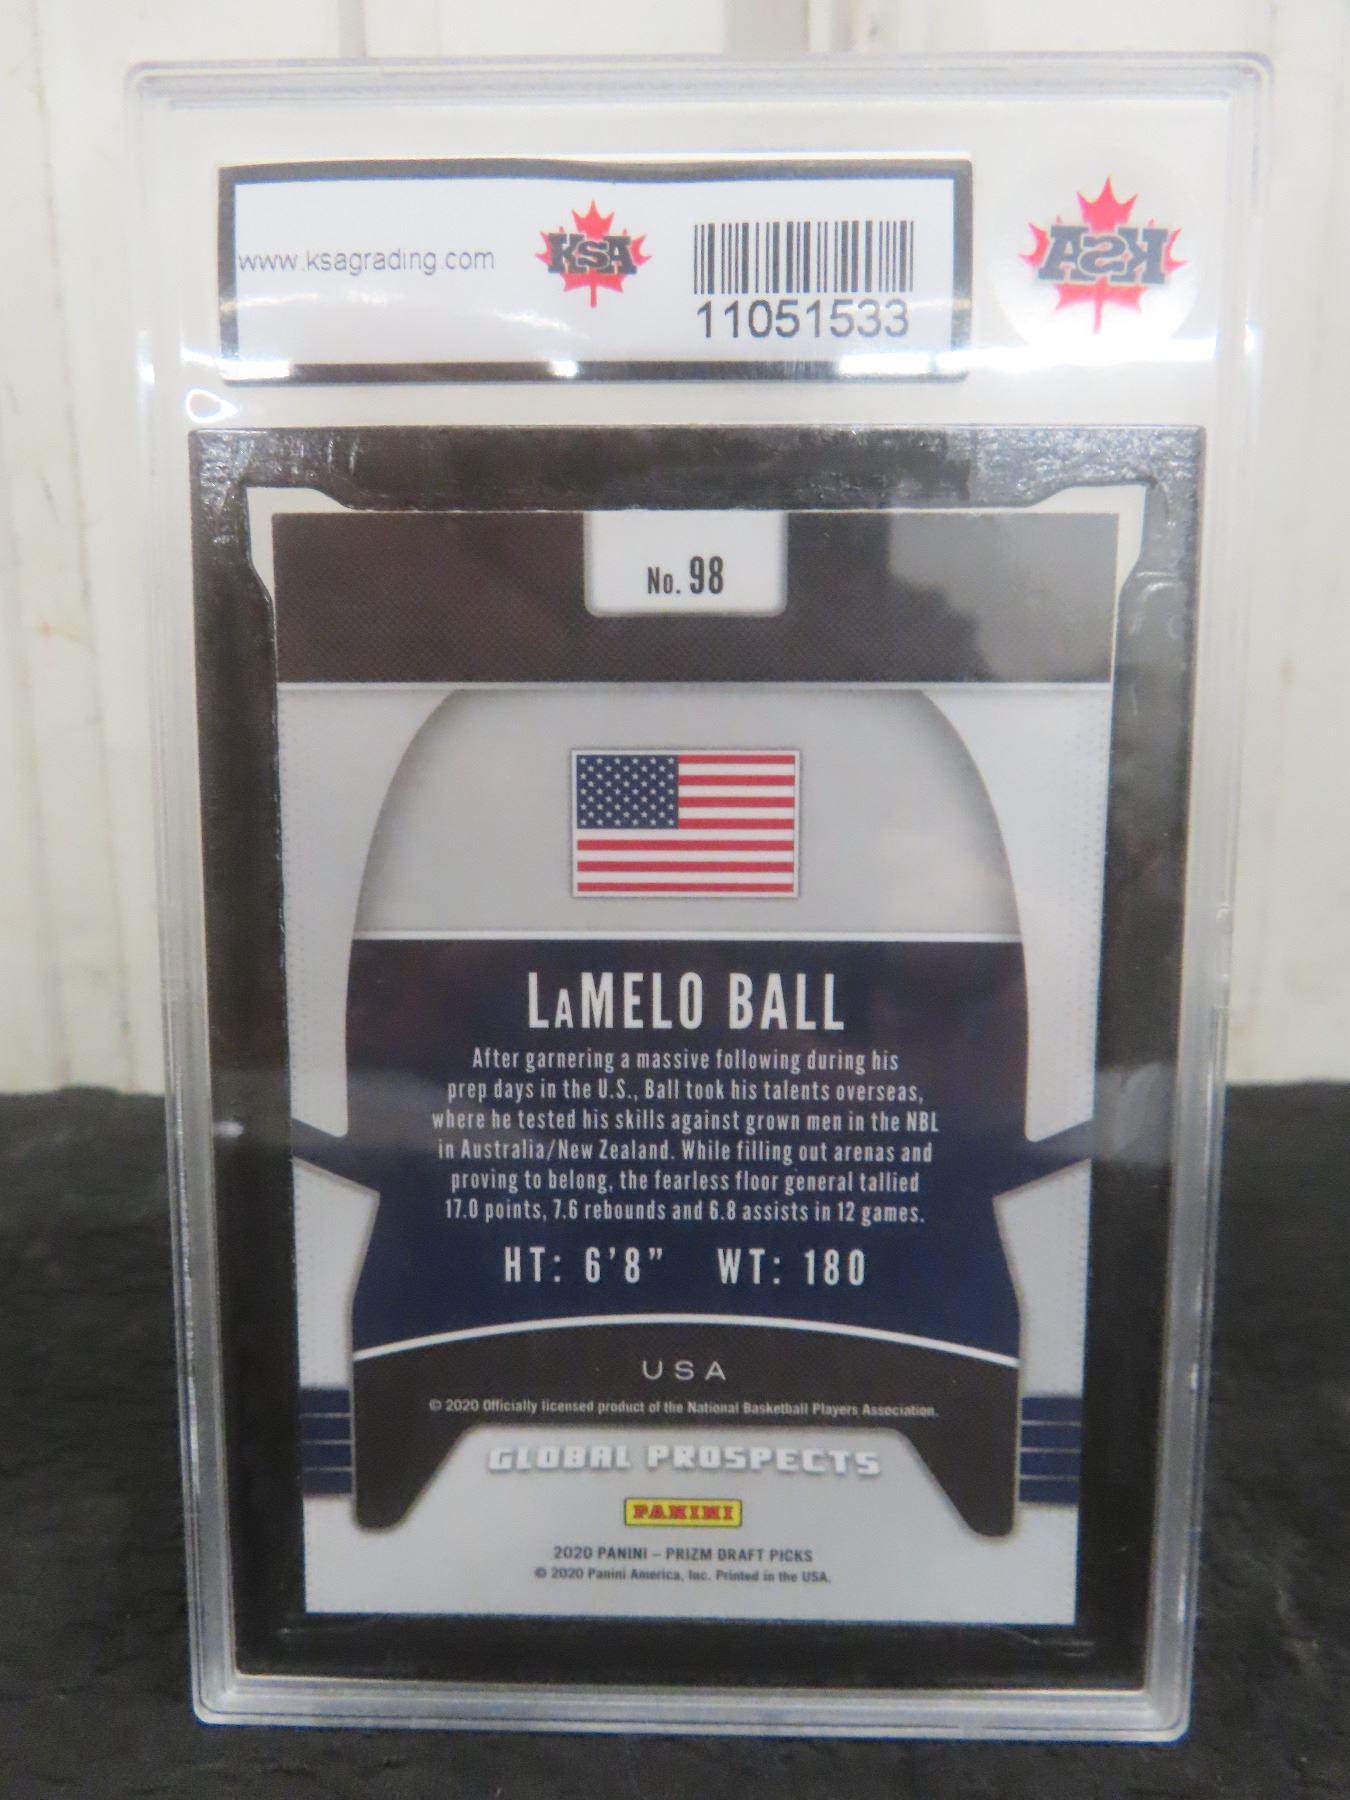 www.ksagrading.com
KSA
11051533
KSA
No. 98
LaMELO BALL
After garnering a massive following during his
prep days in the U.S., Ball took his talents overseas,
where he tested his skills against grown men in the NBL
in Australia/New Zealand. While filling out arenas and
proving to belong, the fearless floor general tallied
17.0 points, 7.6 rebounds and 6.8 assists in 12 games.
HT: 6'8" WT: 180
USA
© 2020 Officially licensed product of the National Basketball Players Association.
GLOBAL PROSPECTS
PANINI
2020 PANINI – PRIZM DRAFT PICKS
© 2020 Panini America, Inc. Printed in the USA.